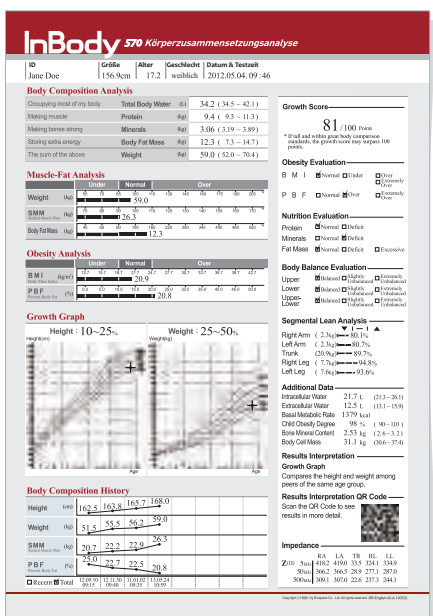 InBody 570 Körperzusammensetzungsanalyse
ID Größe Alter Geschlecht Datum & Testzeit
Jane Doe 156.9cm 17.2 weiblich 2012.05.04. 09:46
Body Composition Analysis
Occupying most of my body Total Body Water (L) 34.2 ( 34.5 ~ 42.1 )
Making muscle Protein (kg) 9.4 ( 9.3 ~ 11.3 )
Making bones strong Minerals (kg) 3.06 ( 3.19 ~ 3.89 )
Storing extra energy Body Fat Mass (kg) 12.3 ( 7.3 ~ 14.7 )
The sum of the above Weight (kg) 59.0 ( 52.0 ~ 70.4 )
Muscle-Fat Analysis
Under Normal Over
Weight (kg) 59.0
SMM (kg) 26.3
Skeletal Muscle Mass
Body Fat Mass (kg) 12.3
Obesity Analysis
Under Normal Over
BMI (kg/m²) 20.9
Body Mass Index
PBF (%) 20.8
Percent Body Fat
Growth Graph
Height : 10~25% Weight : 25~50%
Height(cm) Weight(kg)
Age Age
Body Composition History
Height (cm) 162.5 163.8 165.7 168.0
Weight (kg) 51.5 55.5 56.2 59.0
SMM (kg) 20.7 22.2 22.9 26.3
Skeletal Muscle Mass
PBF (%) 25.0 22.7 22.5 20.8
Percent Body Fat
Recent Total 12.09.10 12.11.30 11.01.02 13.05.24
09:15 09:40 09:35 10:59
Growth Score
81/100 Points
* If tall and within great body comparison
standards, the growth score may surpass 100
points.
Obesity Evaluation
B M I Normal Under Over
Extremely Over
P B F Normal Over Extremely Over
Nutrition Evaluation
Protein Normal Deficit
Minerals Normal Deficit
Fat Mass Normal Deficit Excessive
Body Balance Evaluation
Upper Balanced Slightly Unbalanced Extremely Unbalanced
Lower Balanced Slightly Unbalanced Extremely Unbalanced
Upper-Lower Balanced Slightly Unbalanced Extremely Unbalanced
Segmental Lean Analysis
Right Arm ( 2.3kg) 80.1%
Left Arm ( 2.3kg) 80.7%
Trunk (20.9kg) 89.7%
Right Leg ( 7.7kg) 94.8%
Left Leg ( 7.6kg) 93.6%
Additional Data
Intracellular Water 21.7 L (21.3~26.1)
Extracellular Water 12.5 L (13.1~15.9)
Basal Metabolic Rate 1379 kcal
Child Obesity Degree 98 % ( 90~110 )
Bone Mineral Content 2.53 kg ( 2.6~3.2 )
Body Cell Mass 31.1 kg (30.6~37.4)
Results Interpretation
Growth Graph
Compares the height and weight among
peers of the same age group.
Results Interpretation QR Code
Scan the QR Code to see
results in more detail.
Impedance
RA LA TR RL LL
Z(Ω) 5kHz 418.2 419.0 33.5 324.1 334.9
50kHz 366.2 366.5 28.9 277.1 287.0
500kHz 309.1 307.0 22.6 237.3 244.1